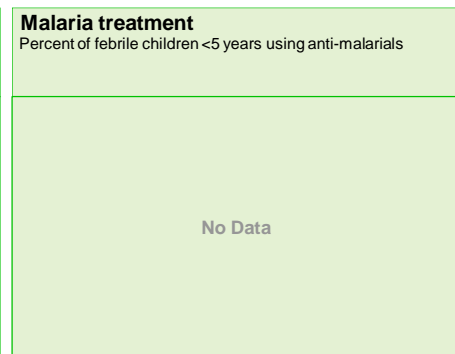 Malaria treatment
Percent of febrile children <5 years using anti-malarials
No Data